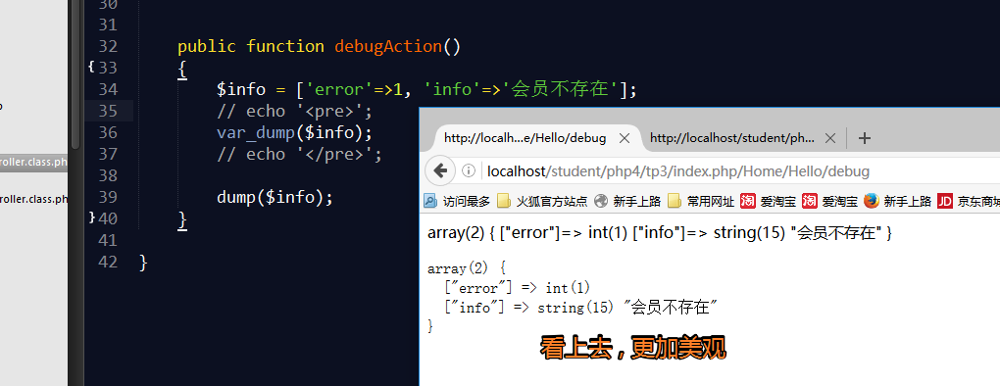 30
31
32 public function debugAction()
33 {
34 $info = ['error'=>1, 'info'=>'会员不存在'];
35 // echo '<pre>';
36 var_dump($info);
37 // echo '</pre>';
38
39 dump($info);
40 }
41
42 }
roller.class.ph
roller.class.ph
http://localh...e/Hello/debug
http://localhost/student/ph...
localhost/student/php4/tp3/index.php/Home/Hello/debug
访问最多 火狐官方站点 新手上路 常用网址 淘 爱淘宝 淘 爱淘宝 新手上路 JD 京东商城
array(2) { ["error"]=> int(1) ["info"]=> string(15) "会员不存在" }
array(2) {
["error"] => int(1)
["info"] => string(15) "会员不存在"
}
看上去，更加美观